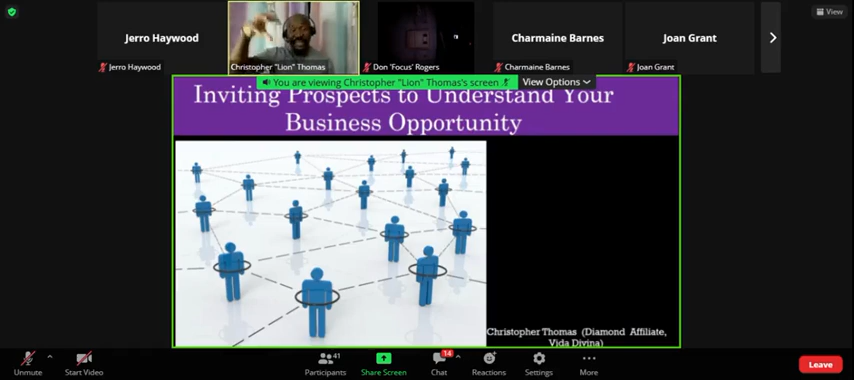 View
Jerro Haywood
Charmaine Barnes
Joan Grant
Jerro Haywood
Christopher "Lion" Thomas
Don 'Focus' Rogers
Charmaine Barnes
Joan Grant
You are viewing Christopher "Lion" Thomas's screen
View Options
Inviting Prospects to Understand Your
Business Opportunity
Christopher Thomas (Diamond Affiliate,
Vida Divina)
41
14
Unmute
Start Video
Participants
Share Screen
Chat
Reactions
Settings
More
Leave